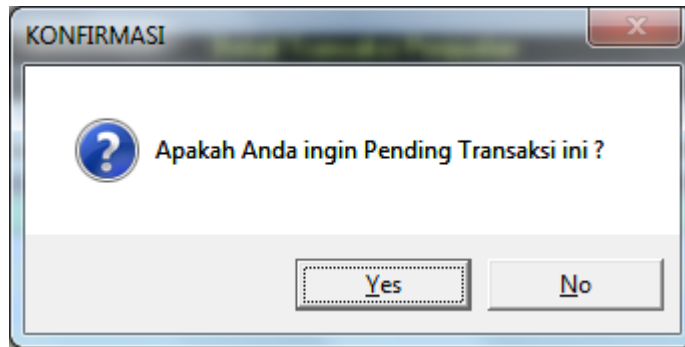 KONFIRMASI
Apakah Anda ingin Pending Transaksi ini ?
Yes
No